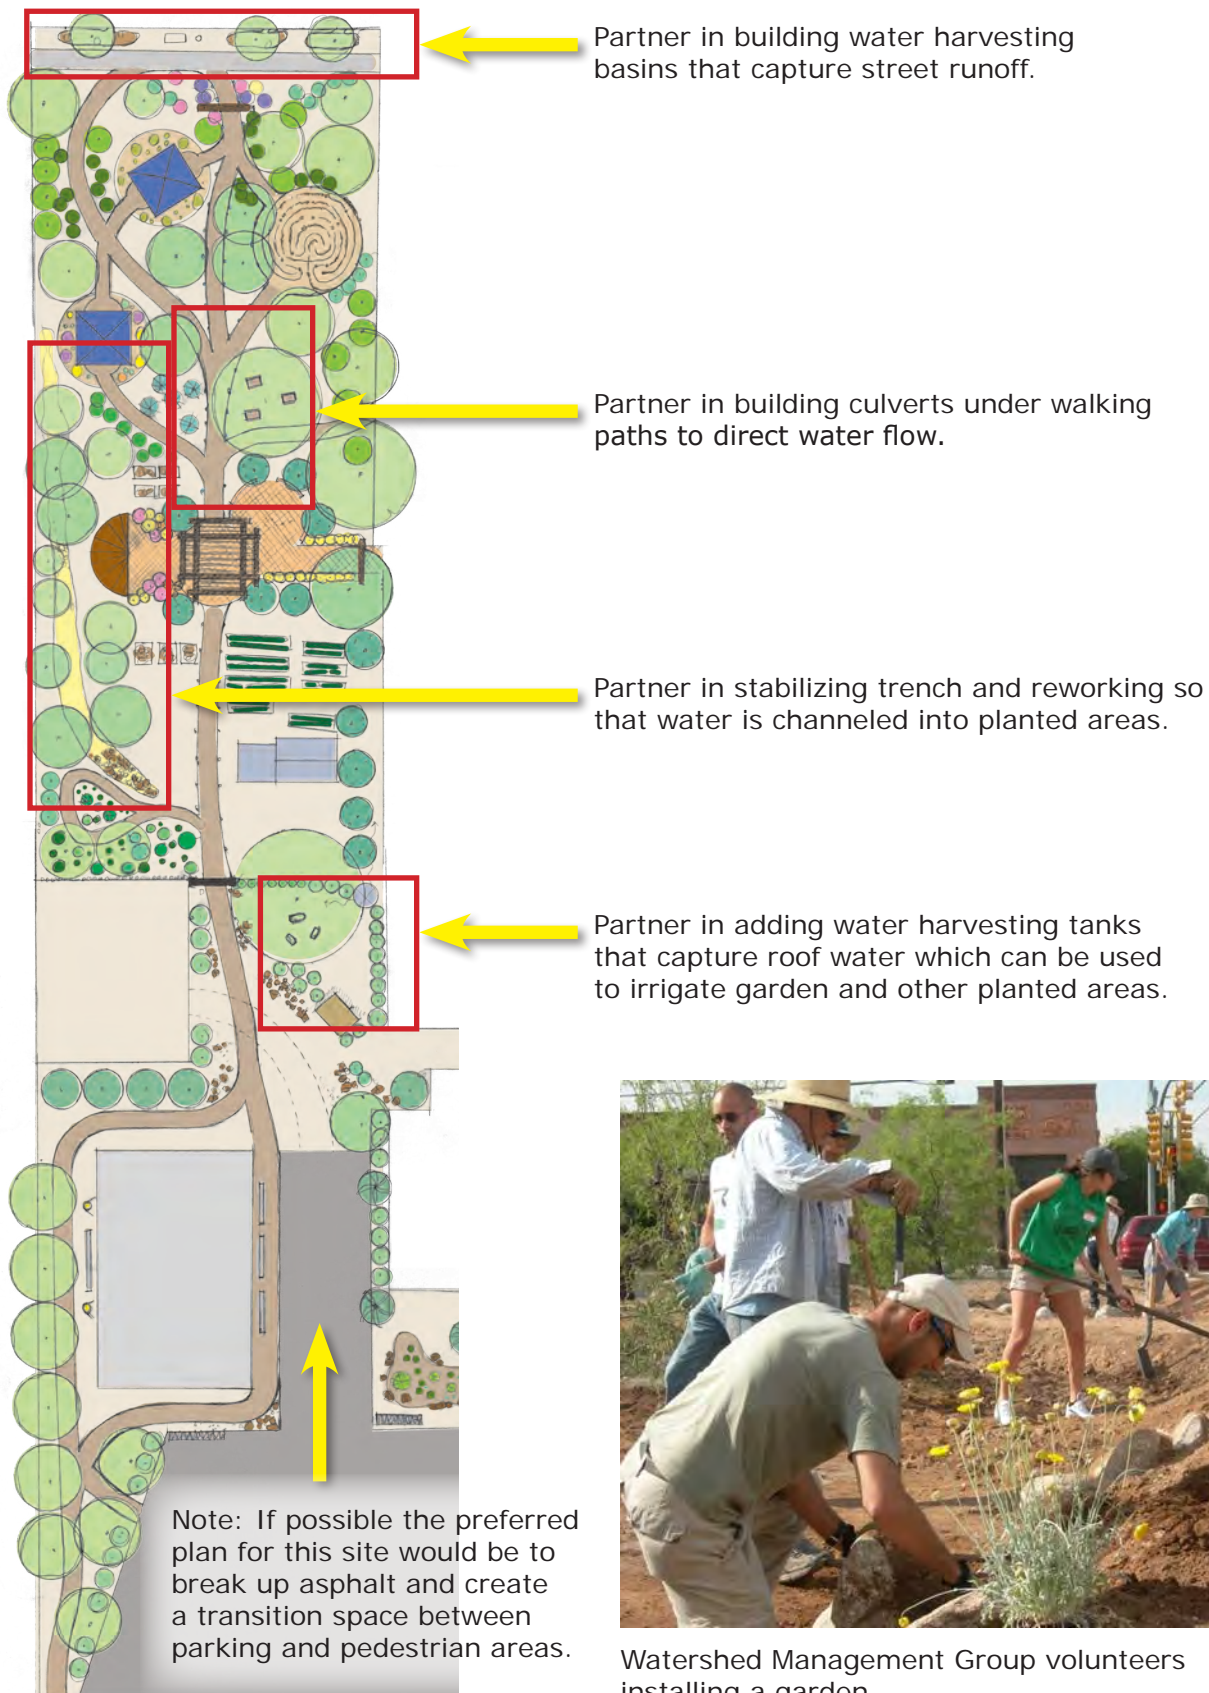 Partner in building water harvesting
basins that capture street runoff.
Partner in building culverts under walking
paths to direct water flow.
Partner in stabilizing trench and reworking so
that water is channeled into planted areas.
Partner in adding water harvesting tanks
that capture roof water which can be used
to irrigate garden and other planted areas.
Note: If possible the preferred
plan for this site would be to
break up asphalt and create
a transition space between
parking and pedestrian areas.
Watershed Management Group volunteers
installing a garden